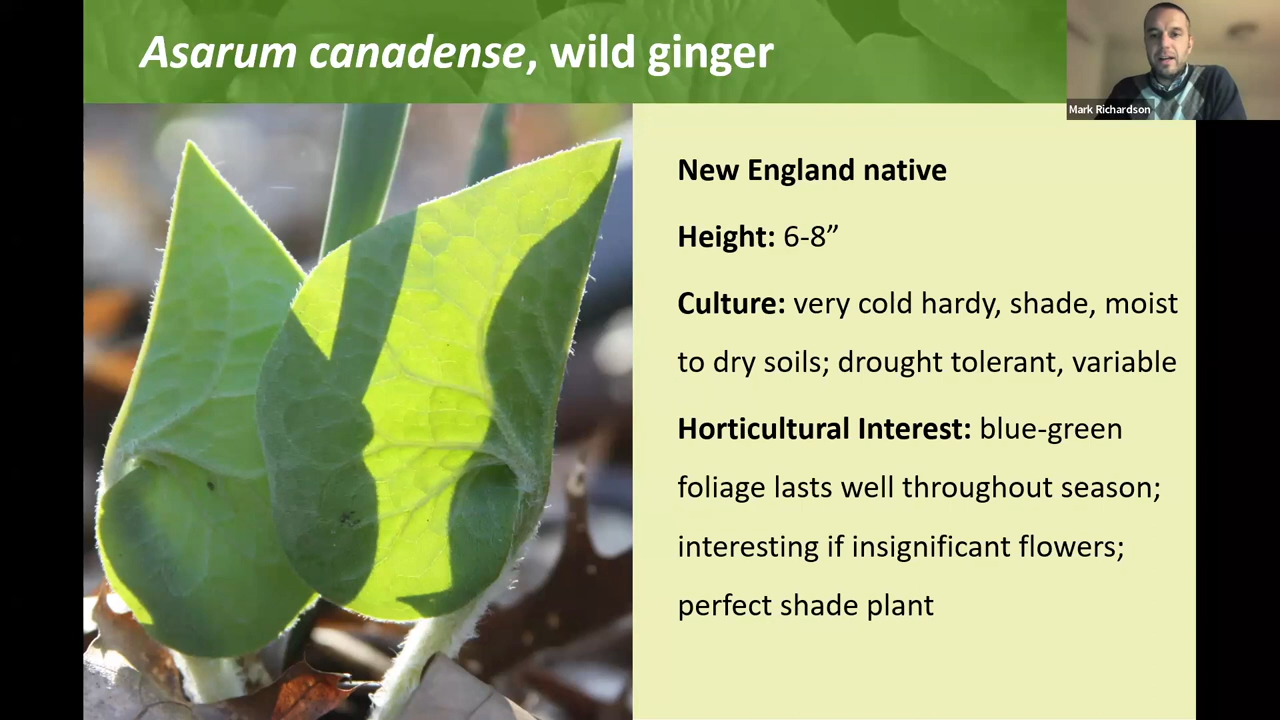 Asarum canadense, wild ginger
Mark Richardson
New England native
Height: 6-8”
Culture: very cold hardy, shade, moist
to dry soils; drought tolerant, variable
Horticultural Interest: blue-green
foliage lasts well throughout season;
interesting if insignificant flowers;
perfect shade plant